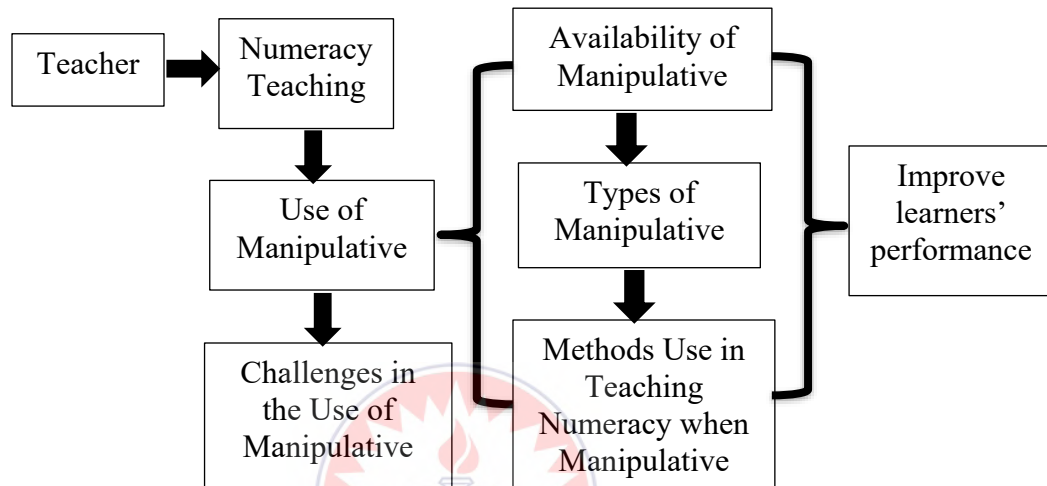 Teacher
Numeracy
Teaching
Use of
Manipulative
Challenges in
the Use of
Manipulative
Availability of
Manipulative
Types of
Manipulative
Methods Use in
Teaching
Numeracy when
Manipulative
Improve
learners’
performance